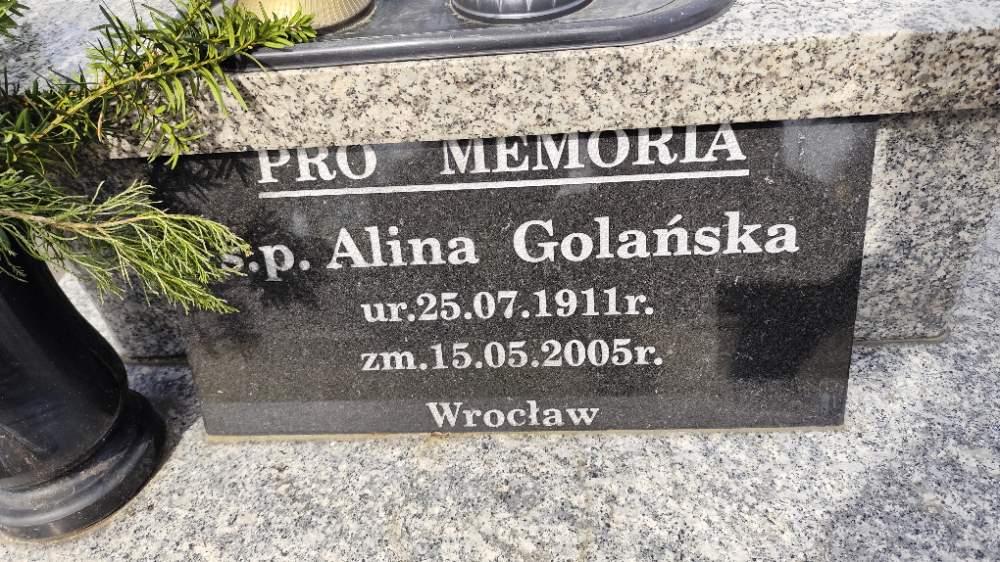 PRO MEMORIA
ś.p. Alina Golańska
ur.25.07.1911r.
zm.15.05.2005r.
Wrocław